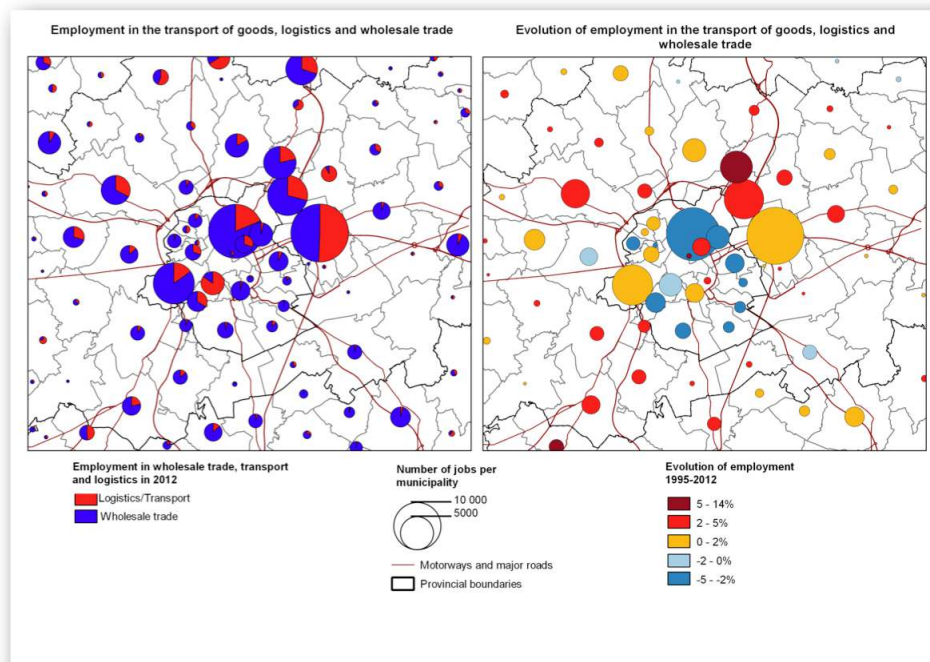 Employment in the transport of goods, logistics and wholesale trade
Evolution of employment in the transport of goods, logistics and
wholesale trade
Employment in wholesale trade, transport
and logistics in 2012
Logistics/Transport
Wholesale trade
Number of jobs per
municipality
10 000
5000
Motorways and major roads
Provincial boundaries
Evolution of employment
1995-2012
5 - 14%
2 - 5%
0 - 2%
-2 - 0%
-5 - -2%